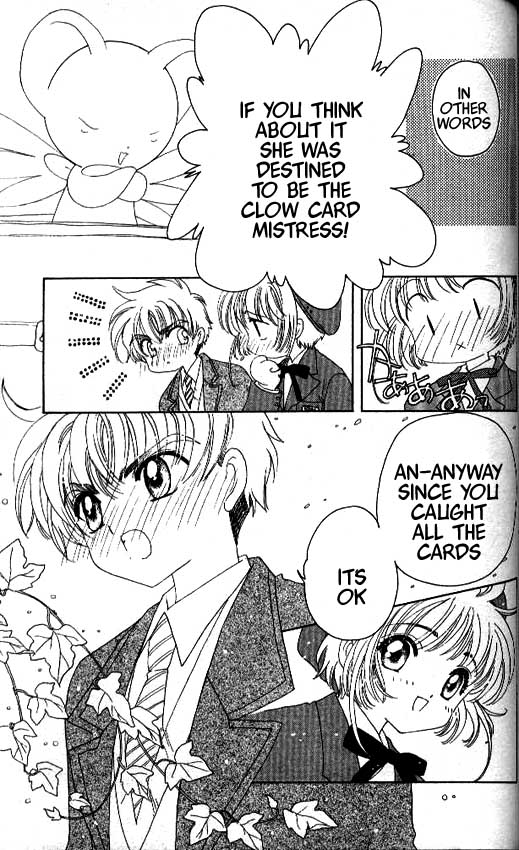 IN
OTHER
WORDS
IF YOU THINK
ABOUT IT
SHE WAS
DESTINED
TO BE THE
CLOW CARD
MISTRESS!
AN-ANYWAY
SINCE YOU
CAUGHT
ALL THE
CARDS
ITS
OK